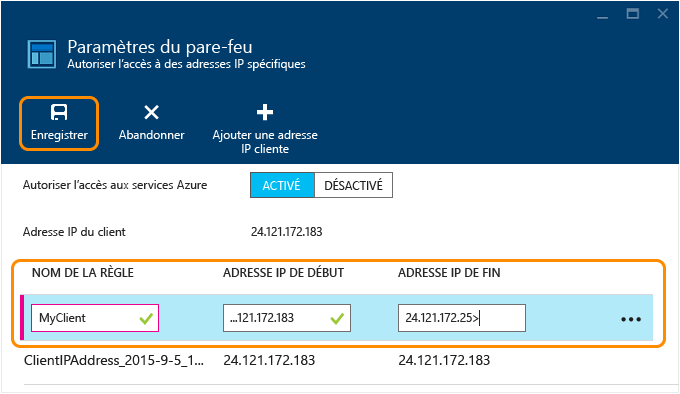 Paramètres du pare-feu
Autoriser l'accès à des adresses IP spécifiques
Enregistrer
Abandonner
Ajouter une adresse
IP cliente
Autoriser l'accès aux services Azure
ACTIVÉ
DÉSACTIVÉ
Adresse IP du client
24.121.172.183
NOM DE LA RÈGLE
ADRESSE IP DE DÉBUT
ADRESSE IP DE FIN
MyClient
...121.172.183
24.121.172.25>
ClientIPAddress_2015-9-5_1...
24.121.172.183
24.121.172.183